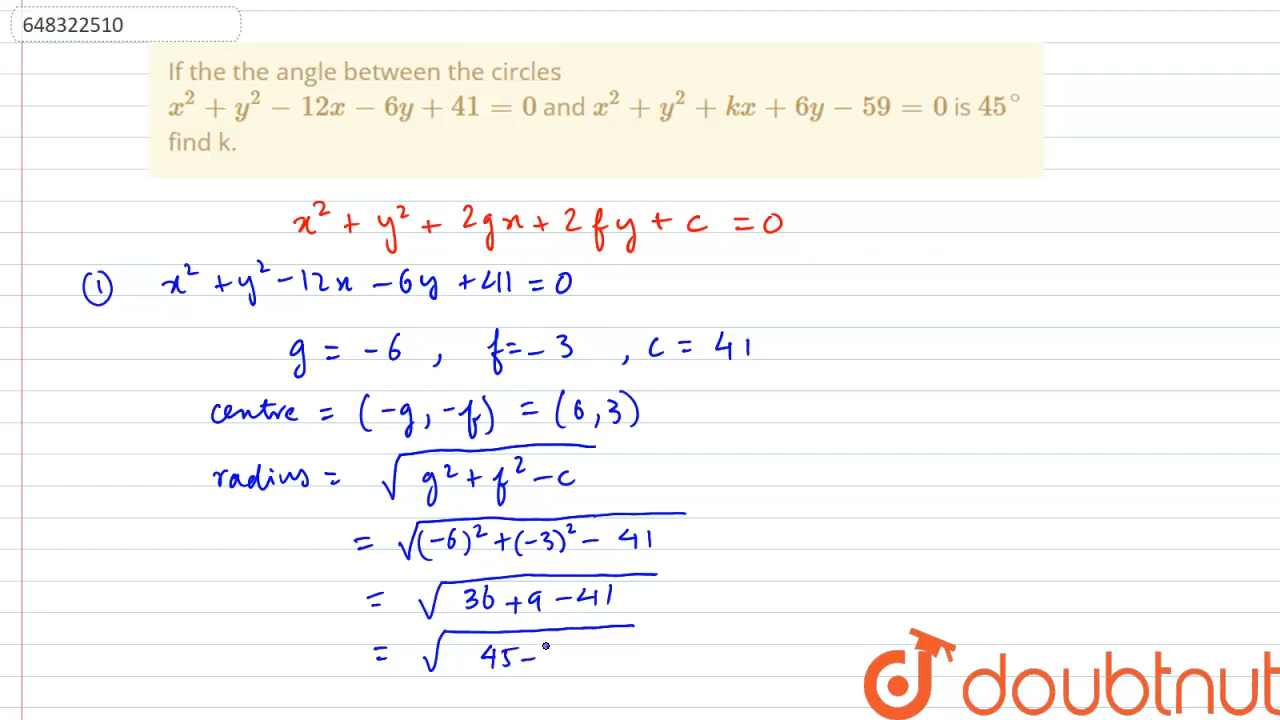 648322510
If the the angle between the circles
x² + y² − 12x − 6y + 41 = 0 and x² + y² + kx + 6y − 59 = 0 is 45°
find k.
x² + y² + 2gx + 2fy + c = 0
① x² + y² − 12x − 6y + 41 = 0
g = −6 , f = −3 , c = 41
centre = (−g, −f) = (6, 3)
radius = √(g² + f² − c
= √(−6)² + (−3)² − 41
= √36 + 9 − 41
= √45 −
doubtnut